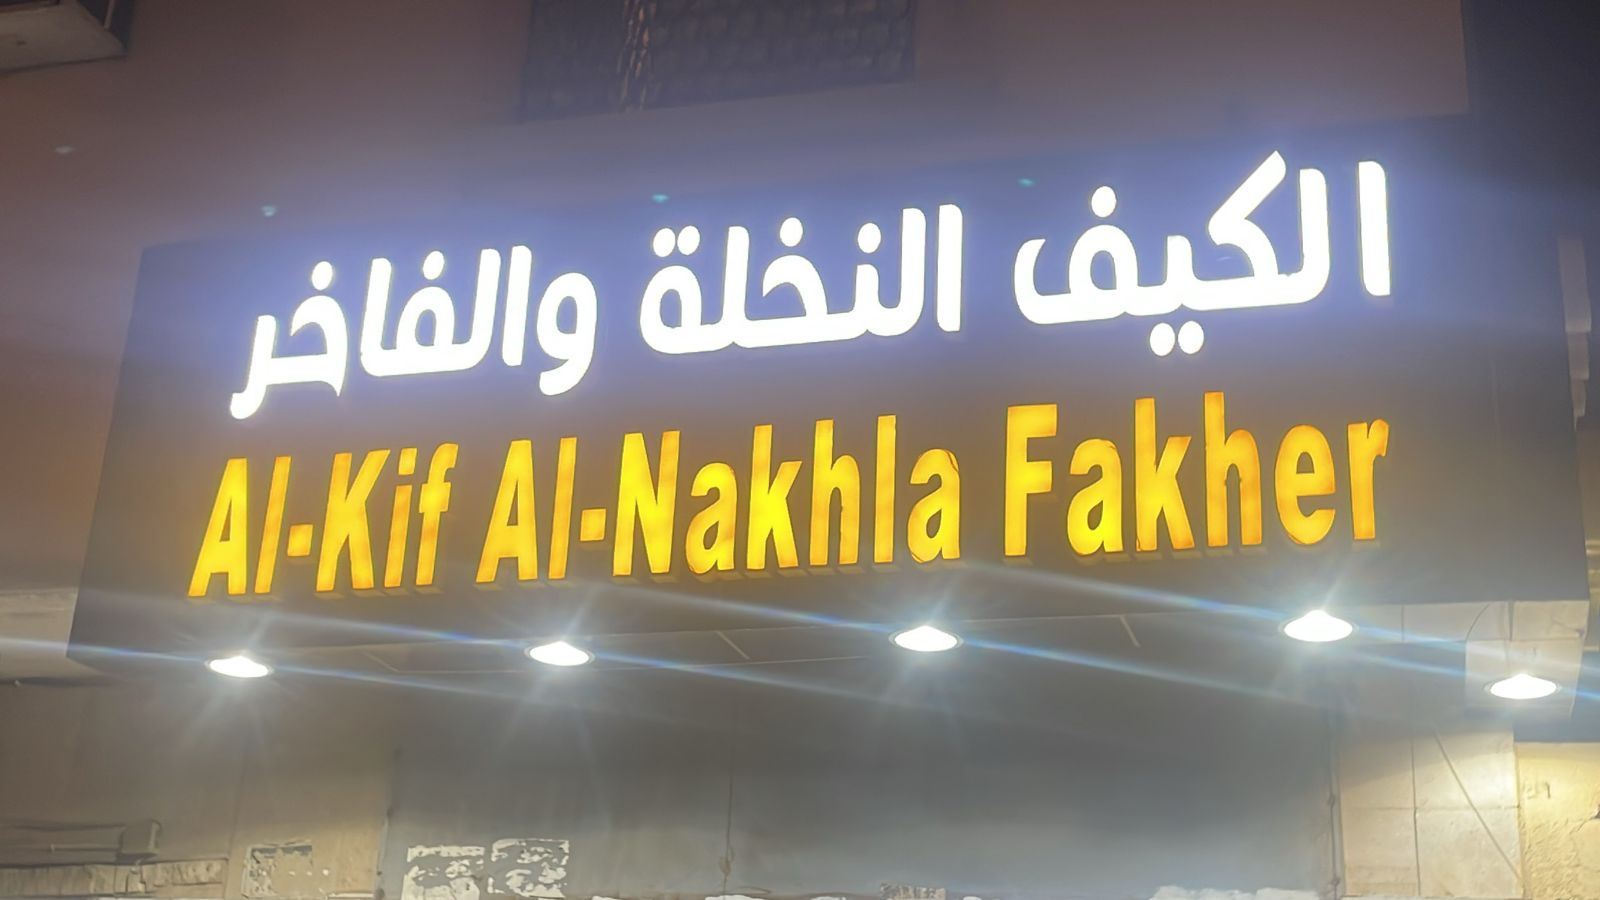 الكيف النخلة والفاخر
Al-Kif Al-Nakhla Fakher